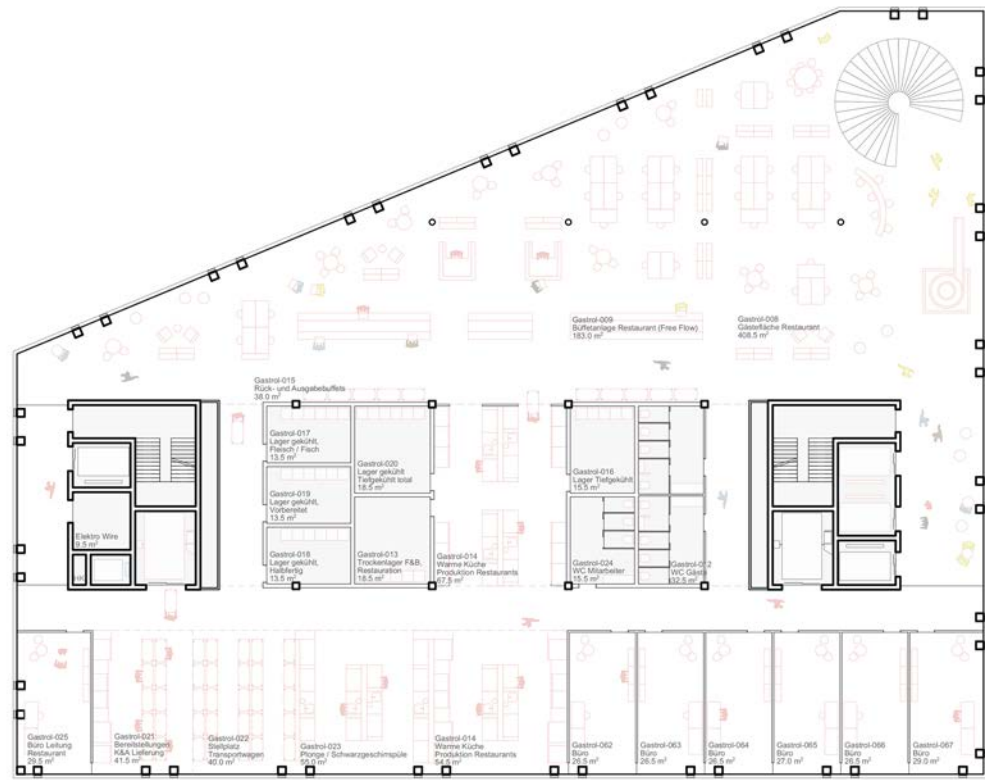 Gastrol-009
Büffetanlage Restaurant (Free Flow)
183.0 m²
Gastrol-008
Gästefläche Restaurant
408.5 m²
Gastrol-015
Rück- und Ausgabebuffets
38.0 m²
Gastrol-017
Lager gekühlt,
Fleisch / Fisch
13.5 m²
Gastrol-020
Lager gekühlt
Tiefgekühlt total
18.5 m²
Gastrol-016
Lager Tiefgekühlt
15.5 m²
Gastrol-019
Lager gekühlt,
Vorbereitet
13.5 m²
Elektro Wire
9.5 m²
Gastrol-018
Lager gekühlt,
Halbfertig
13.5 m²
Gastrol-013
Trockenlager F&B,
Restauration
18.5 m²
Gastrol-014
Warme Küche
Produktion Restaurants
67.5 m²
Gastrol-024
WC Mitarbeiter
15.5 m²
Gastrol-012
WC Gäste
32.5 m²
Gastrol-025
Büro Leitung
Restaurant
29.5 m²
Gastrol-021
Bereitstellungen
K&A Lieferung
41.5 m²
Gastrol-022
Stellplatz
Transportwagen
40.0 m²
Gastrol-023
Plonge / Schwarzgeschirrspüle
55.0 m²
Gastrol-014
Warme Küche
Produktion Restaurants
54.5 m²
Gastrol-062
Büro
26.5 m²
Gastrol-063
Büro
26.5 m²
Gastrol-064
Büro
26.5 m²
Gastrol-065
Büro
27.0 m²
Gastrol-066
Büro
26.5 m²
Gastrol-067
Büro
29.0 m²